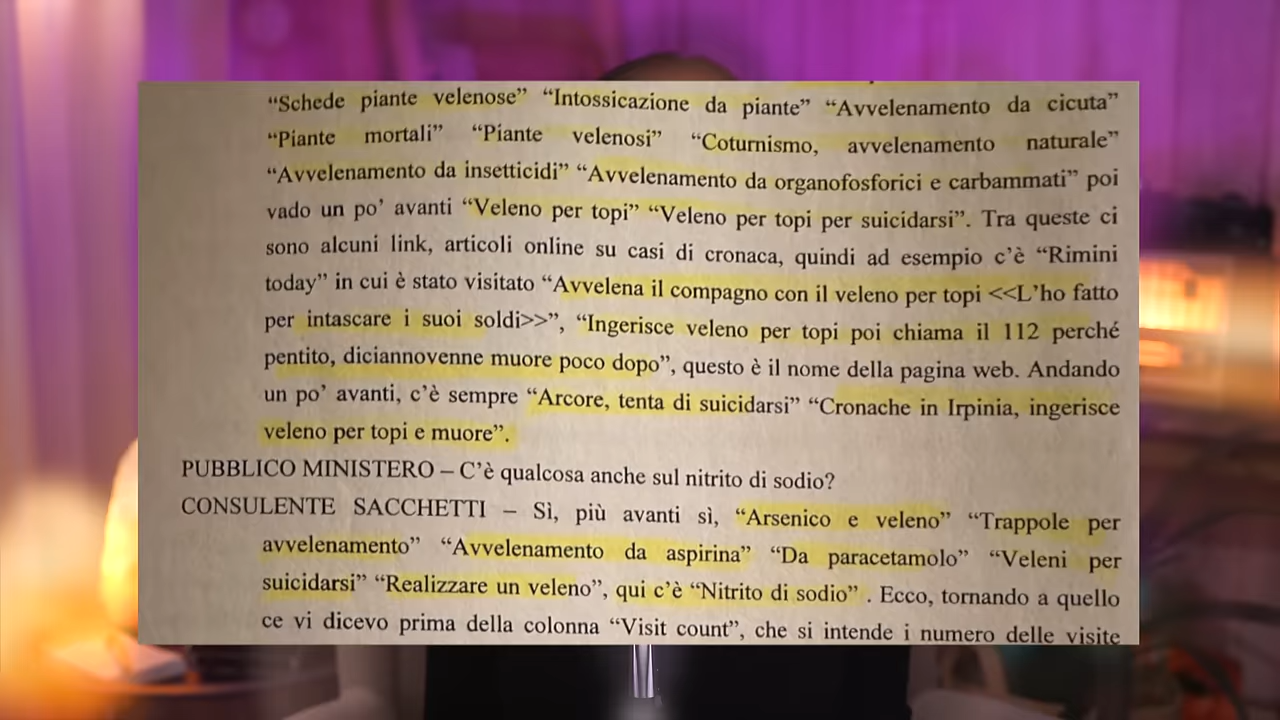 “Schede piante velenose” “Intossicazione da piante” “Avvelenamento da cicuta”
“Piante mortali” “Piante velenosi” “Coturnismo, avvelenamento naturale”
“Avvelenamento da insetticidi” “Avvelenamento da organofosforici e carbammati” poi
vado un po’ avanti “Veleno per topi” “Veleno per topi per suicidarsi”. Tra queste ci
sono alcuni link, articoli online su casi di cronaca, quindi ad esempio c’è “Rimini
today” in cui è stato visitato “Avvelena il compagno con il veleno per topi <<L’ho fatto
per intascare i suoi soldi>>”, “Ingerisce veleno per topi poi chiama il 112 perché
pentito, diciannovenne muore poco dopo”, questo è il nome della pagina web. Andando
un po’ avanti, c’è sempre “Arcore, tenta di suicidarsi” “Cronache in Irpinia, ingerisce
veleno per topi e muore”.
PUBBLICO MINISTERO – C’è qualcosa anche sul nitrito di sodio?
CONSULENTE SACCHETTI – Sì, più avanti sì, “Arsenico e veleno” “Trappole per
avvelenamento” “Avvelenamento da aspirina” “Da paracetamolo” “Veleni per
suicidarsi” “Realizzare un veleno”, qui c’è “Nitrito di sodio” . Ecco, tornando a quello
ce vi dicevo prima della colonna “Visit count”, che si intende i numero delle visite